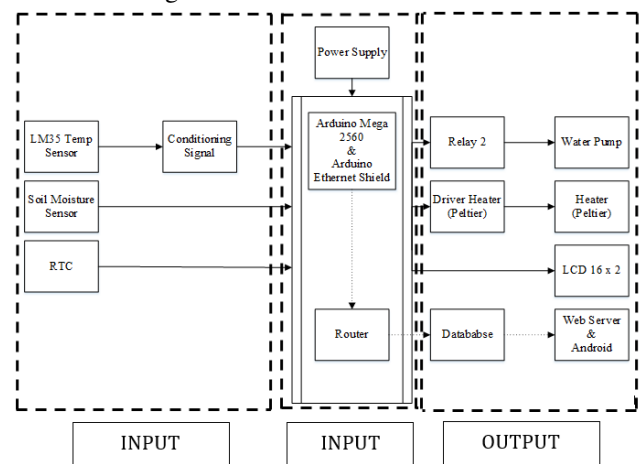 Power Supply
LM35 Temp
Sensor
Conditioning
Signal
Arduino Mega
2560
&
Arduino
Ethernet Shield
Relay 2
Water Pump
Soil Moisture
Sensor
Driver Heater
(Peltier)
Heater
(Peltier)
RTC
LCD 16 x 2
Router
Datababse
Web Server
&
Android
INPUT
INPUT
OUTPUT